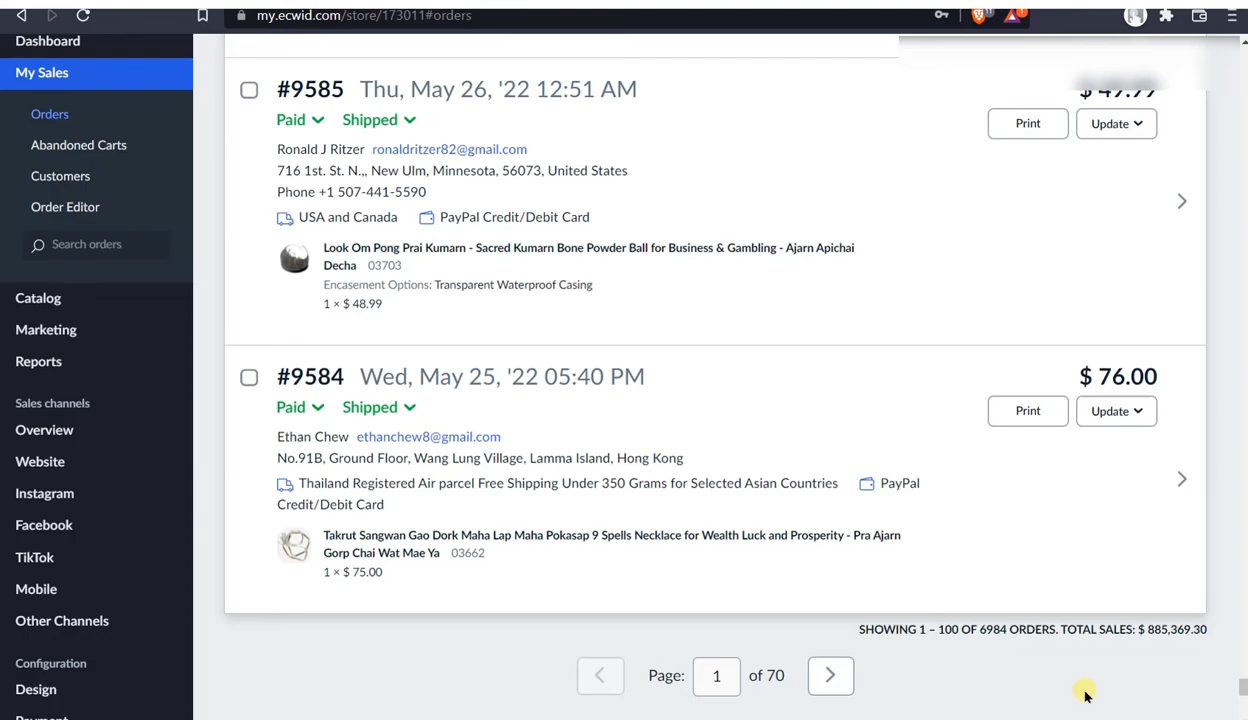 my.ecwid.com/store/173011#orders
Dashboard
My Sales
Orders
Abandoned Carts
Customers
Order Editor
Search orders
Catalog
Marketing
Reports
Sales channels
Overview
Website
Instagram
Facebook
TikTok
Mobile
Other Channels
Configuration
Design
#9585 Thu, May 26, '22 12:51 AM
Paid Shipped
Print Update
Ronald J Ritzer ronaldritzer82@gmail.com
716 1st. St. N.,, New Ulm, Minnesota, 56073, United States
Phone +1 507-441-5590
USA and Canada PayPal Credit/Debit Card
Look Om Pong Prai Kumarn - Sacred Kumarn Bone Powder Ball for Business & Gambling - Ajarn Apichai
Decha 03703
Encasement Options: Transparent Waterproof Casing
1 × $ 48.99
#9584 Wed, May 25, '22 05:40 PM $ 76.00
Paid Shipped
Print Update
Ethan Chew ethanchew8@gmail.com
No.91B, Ground Floor, Wang Lung Village, Lamma Island, Hong Kong
Thailand Registered Air parcel Free Shipping Under 350 Grams for Selected Asian Countries PayPal
Credit/Debit Card
Takrut Sangwan Gao Dork Maha Lap Maha Pokasap 9 Spells Necklace for Wealth Luck and Prosperity - Pra Ajarn
Gorp Chai Wat Mae Ya 03662
1 × $ 75.00
SHOWING 1 – 100 OF 6984 ORDERS. TOTAL SALES: $ 885,369.30
Page: 1 of 70